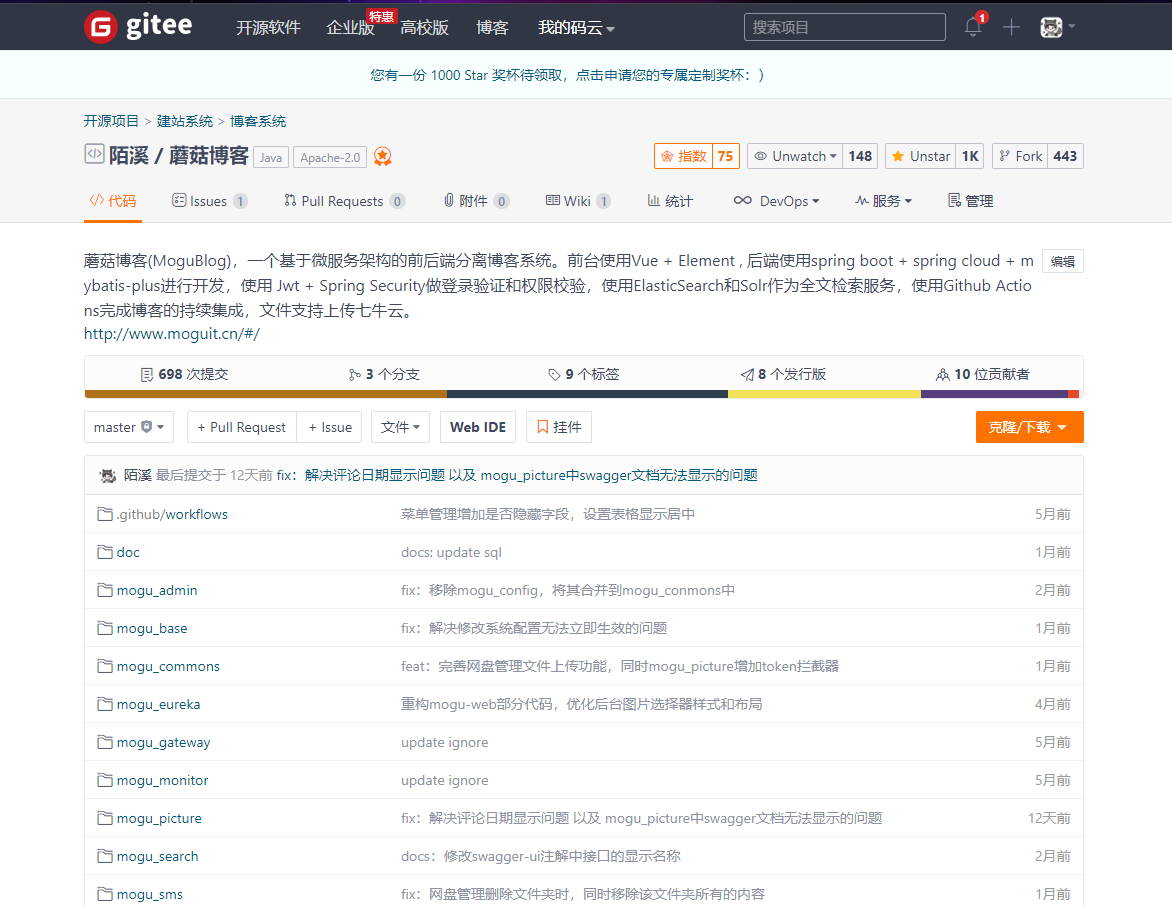 gitee 开源软件 企业版 特惠 高校版 博客 我的码云 搜索项目 1
您有一份 1000 Star 奖杯待领取，点击申请您的专属定制奖杯：）
开源项目 > 建站系统 > 博客系统
陌溪 / 蘑菇博客 Java Apache-2.0 指数 75 Unwatch 148 Unstar 1K Fork 443
代码 Issues 1 Pull Requests 0 附件 0 Wiki 1 统计 DevOps 服务 管理
蘑菇博客(MoguBlog)，一个基于微服务架构的前后端分离博客系统。前台使用Vue + Element , 后端使用spring boot + spring cloud + m 编辑
ybatis-plus进行开发，使用 Jwt + Spring Security做登录验证和权限校验，使用ElasticSearch和Solr作为全文检索服务，使用Github Actio
ns完成博客的持续集成，文件支持上传七牛云。
http://www.moguit.cn/#/
698 次提交 3 个分支 9 个标签 8 个发行版 10 位贡献者
master + Pull Request + Issue 文件 Web IDE 挂件 克隆/下载
陌溪 最后提交于 12天前 fix：解决评论日期显示问题 以及 mogu_picture中swagger文档无法显示的问题
.github/workflows 菜单管理增加是否隐藏字段，设置表格显示居中 5月前
doc docs: update sql 1月前
mogu_admin fix：移除mogu_config，将其合并到mogu_conmons中 2月前
mogu_base fix：解决修改系统配置无法立即生效的问题 1月前
mogu_commons feat：完善网盘管理文件上传功能，同时mogu_picture增加token拦截器 1月前
mogu_eureka 重构mogu-web部分代码，优化后台图片选择器样式和布局 4月前
mogu_gateway update ignore 5月前
mogu_monitor update ignore 5月前
mogu_picture fix：解决评论日期显示问题 以及 mogu_picture中swagger文档无法显示的问题 12天前
mogu_search docs：修改swagger-ui注解中接口的显示名称 2月前
mogu_sms fix：网盘管理删除文件夹时，同时移除该文件夹所有的内容 1月前